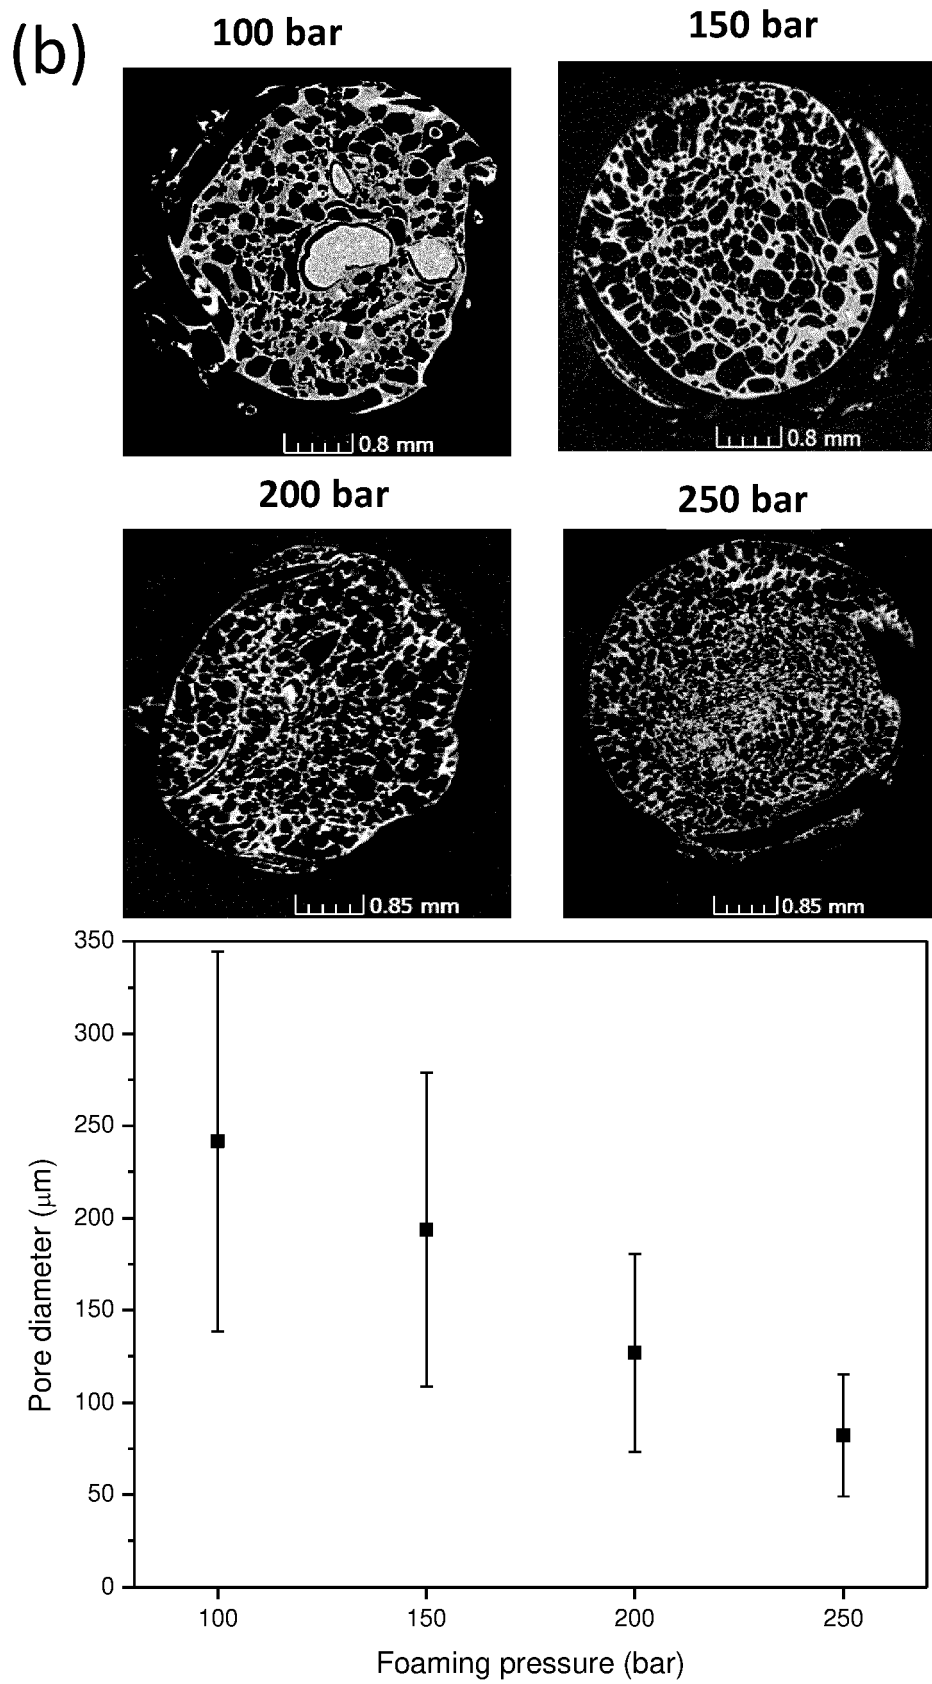 (b)
100 bar
150 bar
0.8 mm
0.8 mm
200 bar
250 bar
0.85 mm
0.85 mm
350
300
250
200
150
100
50
0
Pore diameter (μm)
100
150
200
250
Foaming pressure (bar)